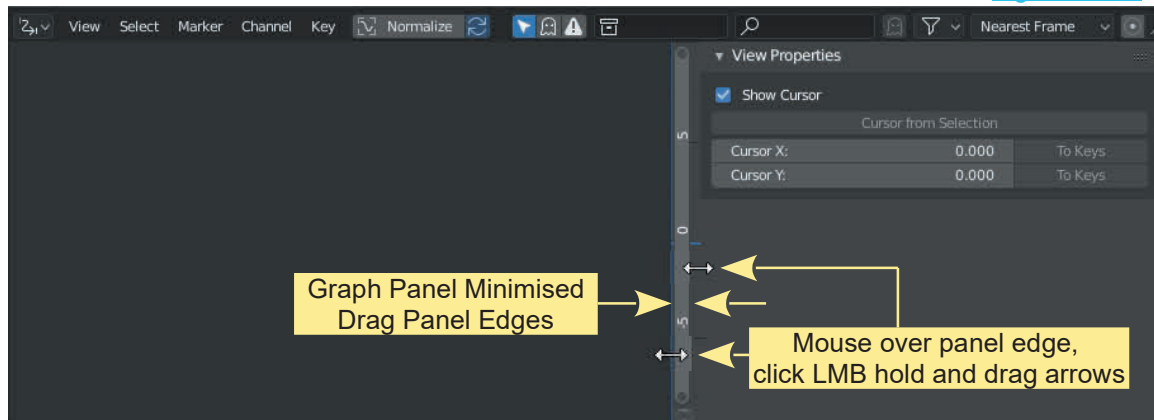 View Select Marker Channel Key Normalize Nearest Frame
View Properties
Show Cursor
Cursor from Selection
5
Cursor X: 0.000 To Keys
Cursor Y: 0.000 To Keys
0
Graph Panel Minimised
Drag Panel Edges
-5
Mouse over panel edge,
click LMB hold and drag arrows